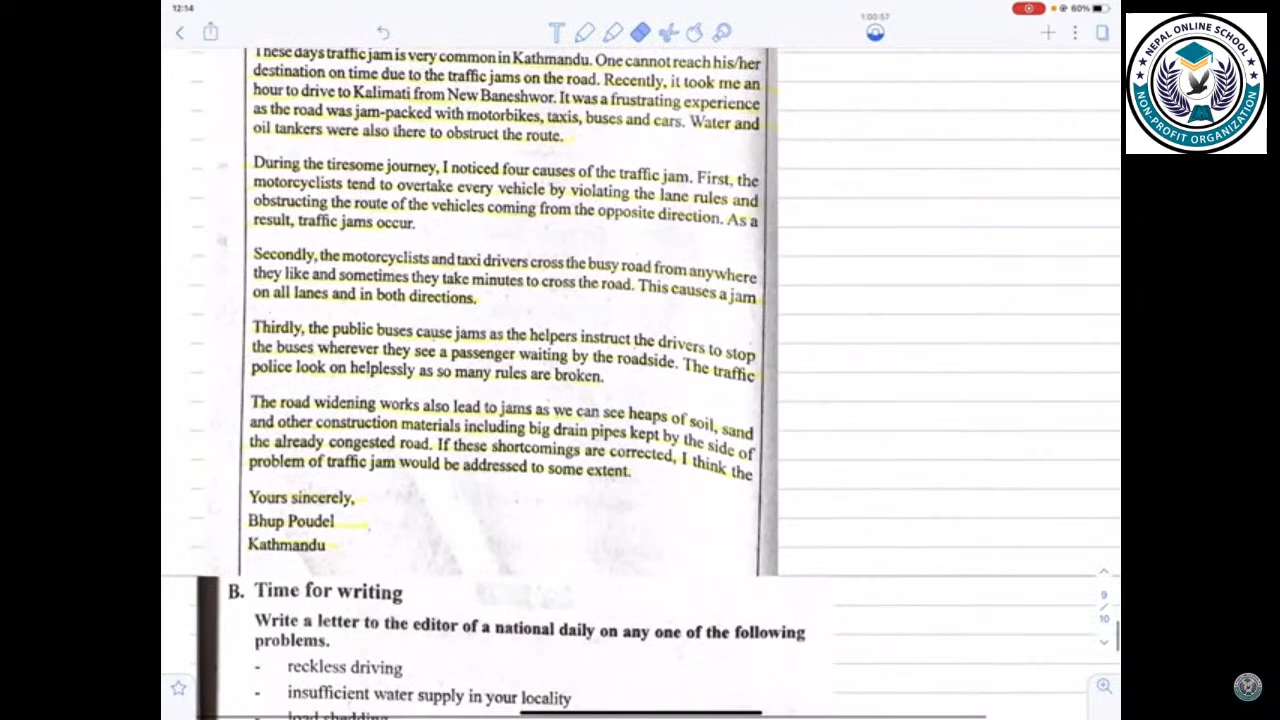 12:14
1:00:57
60%
NEPAL ONLINE SCHOOL
NON-PROFIT ORGANIZATION
These days traffic jam is very common in Kathmandu. One cannot reach his/her
destination on time due to the traffic jams on the road. Recently, it took me an
hour to drive to Kalimati from New Baneshwor. It was a frustrating experience
as the road was jam-packed with motorbikes, taxis, buses and cars. Water and
oil tankers were also there to obstruct the route.
During the tiresome journey, I noticed four causes of the traffic jam. First, the
motorcyclists tend to overtake every vehicle by violating the lane rules and
obstructing the route of the vehicles coming from the opposite direction. As a
result, traffic jams occur.
Secondly, the motorcyclists and taxi drivers cross the busy road from anywhere
they like and sometimes they take minutes to cross the road. This causes a jam
on all lanes and in both directions.
Thirdly, the public buses cause jams as the helpers instruct the drivers to stop
the buses wherever they see a passenger waiting by the roadside. The traffic
police look on helplessly as so many rules are broken.
The road widening works also lead to jams as we can see heaps of soil, sand
and other construction materials including big drain pipes kept by the side of
the already congested road. If these shortcomings are corrected, I think the
problem of traffic jam would be addressed to some extent.
Yours sincerely,
Bhup Poudel
Kathmandu
B. Time for writing
Write a letter to the editor of a national daily on any one of the following
problems.
- reckless driving
- insufficient water supply in your locality
- load shedding
9
/
10